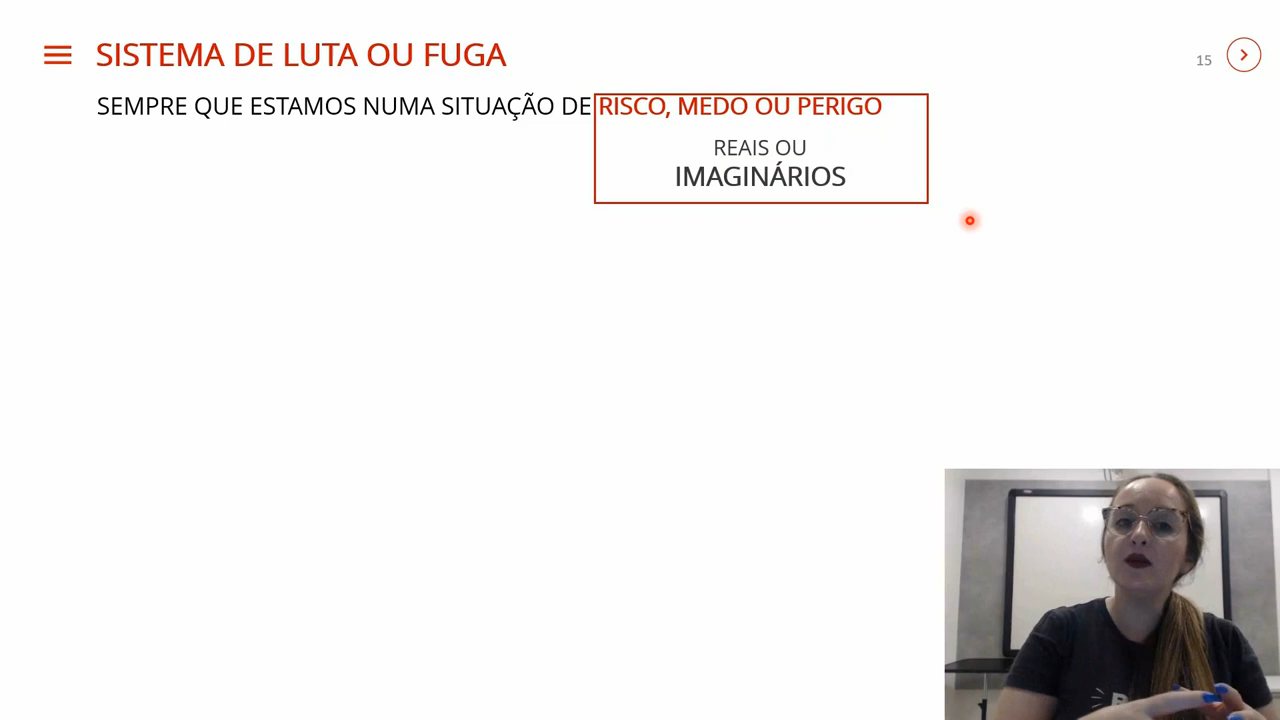 SISTEMA DE LUTA OU FUGA
15
SEMPRE QUE ESTAMOS NUMA SITUAÇÃO DE RISCO, MEDO OU PERIGO
REAIS OU
IMAGINÁRIOS